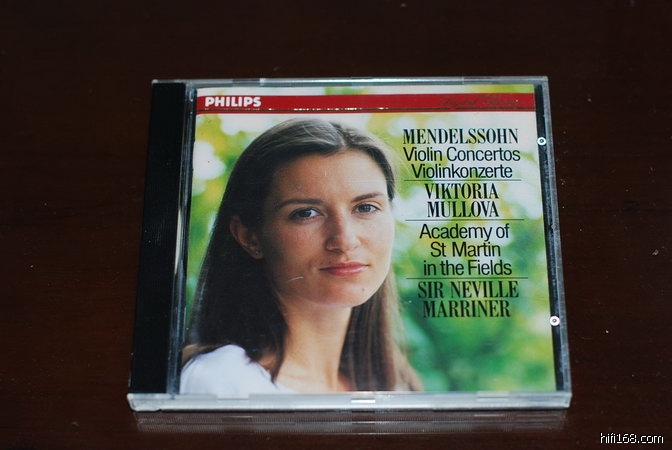 PHILIPS
MENDELSSOHN
Violin Concertos
Violinkonzerte
VIKTORIA
MULLOVA
Academy of
St Martin
in the Fields
SIR NEVILLE
MARRINER
hifi168.com